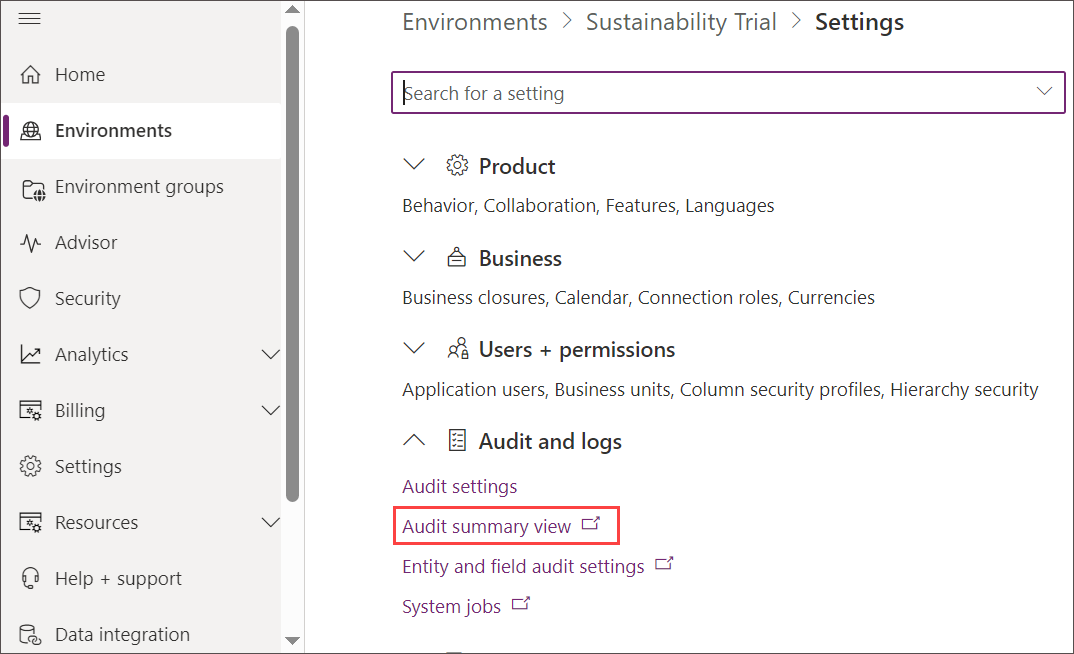 Home
Environments
Environment groups
Advisor
Security
Analytics
Billing
Settings
Resources
Help + support
Data integration
Environments > Sustainability Trial > Settings
Search for a setting
Product
Behavior, Collaboration, Features, Languages
Business
Business closures, Calendar, Connection roles, Currencies
Users + permissions
Application users, Business units, Column security profiles, Hierarchy security
Audit and logs
Audit settings
Audit summary view
Entity and field audit settings
System jobs